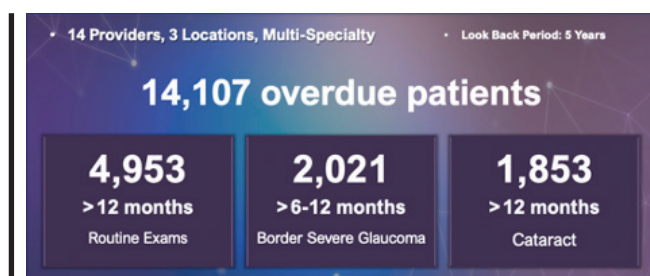 • 14 Providers, 3 Locations, Multi-Specialty • Look Back Period: 5 Years
14,107 overdue patients
4,953 2,021 1,853
>12 months >6-12 months >12 months
Routine Exams Border Severe Glaucoma Cataract